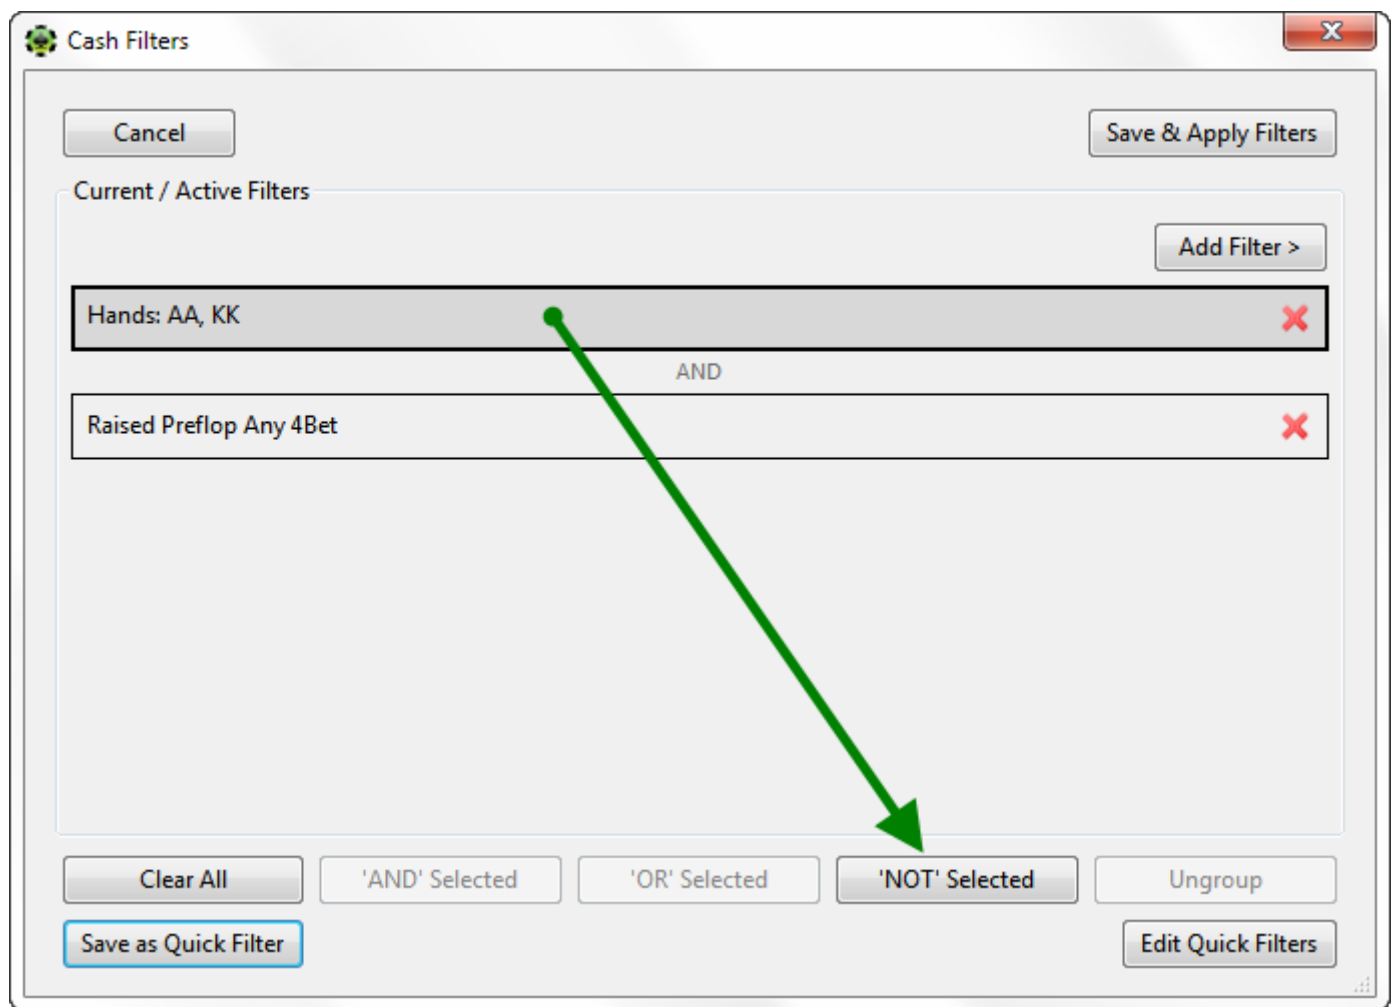 Cash Filters
Cancel
Save & Apply Filters
Current / Active Filters
Add Filter >
Hands: AA, KK
AND
Raised Preflop Any 4Bet
Clear All
'AND' Selected
'OR' Selected
'NOT' Selected
Ungroup
Save as Quick Filter
Edit Quick Filters